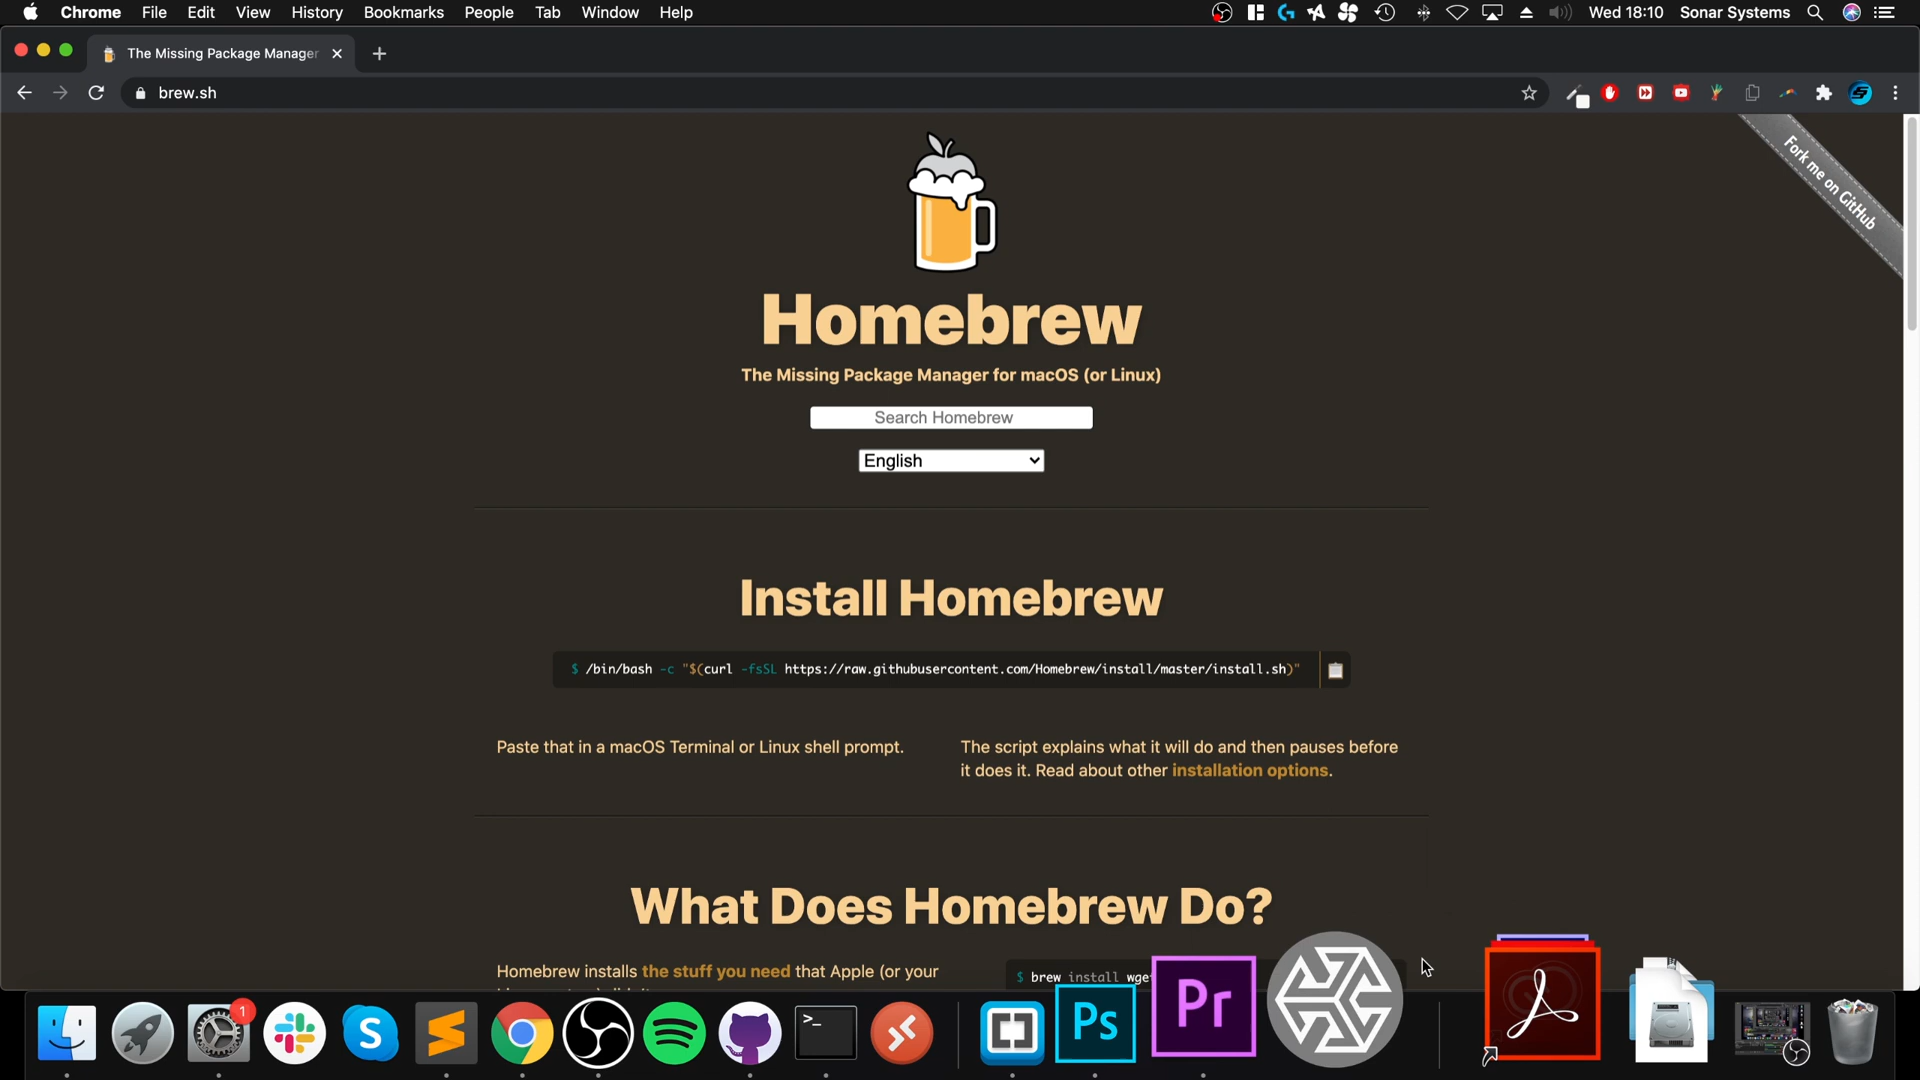 Chrome File Edit View History Bookmarks People Tab Window Help
Wed 18:10 Sonar Systems
The Missing Package Manager
brew.sh
Fork me on GitHub
Homebrew
The Missing Package Manager for macOS (or Linux)
Search Homebrew
English
Install Homebrew
$ /bin/bash -c "$(curl -fsSL https://raw.githubusercontent.com/Homebrew/install/master/install.sh)"
Paste that in a macOS Terminal or Linux shell prompt.
The script explains what it will do and then pauses before
it does it. Read about other installation options.
What Does Homebrew Do?
Homebrew installs the stuff you need that Apple (or your
$ brew install wget
1
S
>_
Ps
Pr